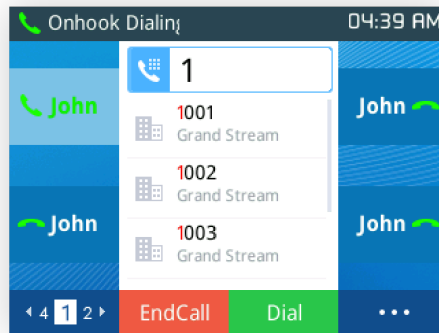 Onhook Dialing
04:39 AM
1
John
1001
Grand Stream
John
1002
Grand Stream
John
1003
Grand Stream
John
4 1 2
EndCall
Dial
...